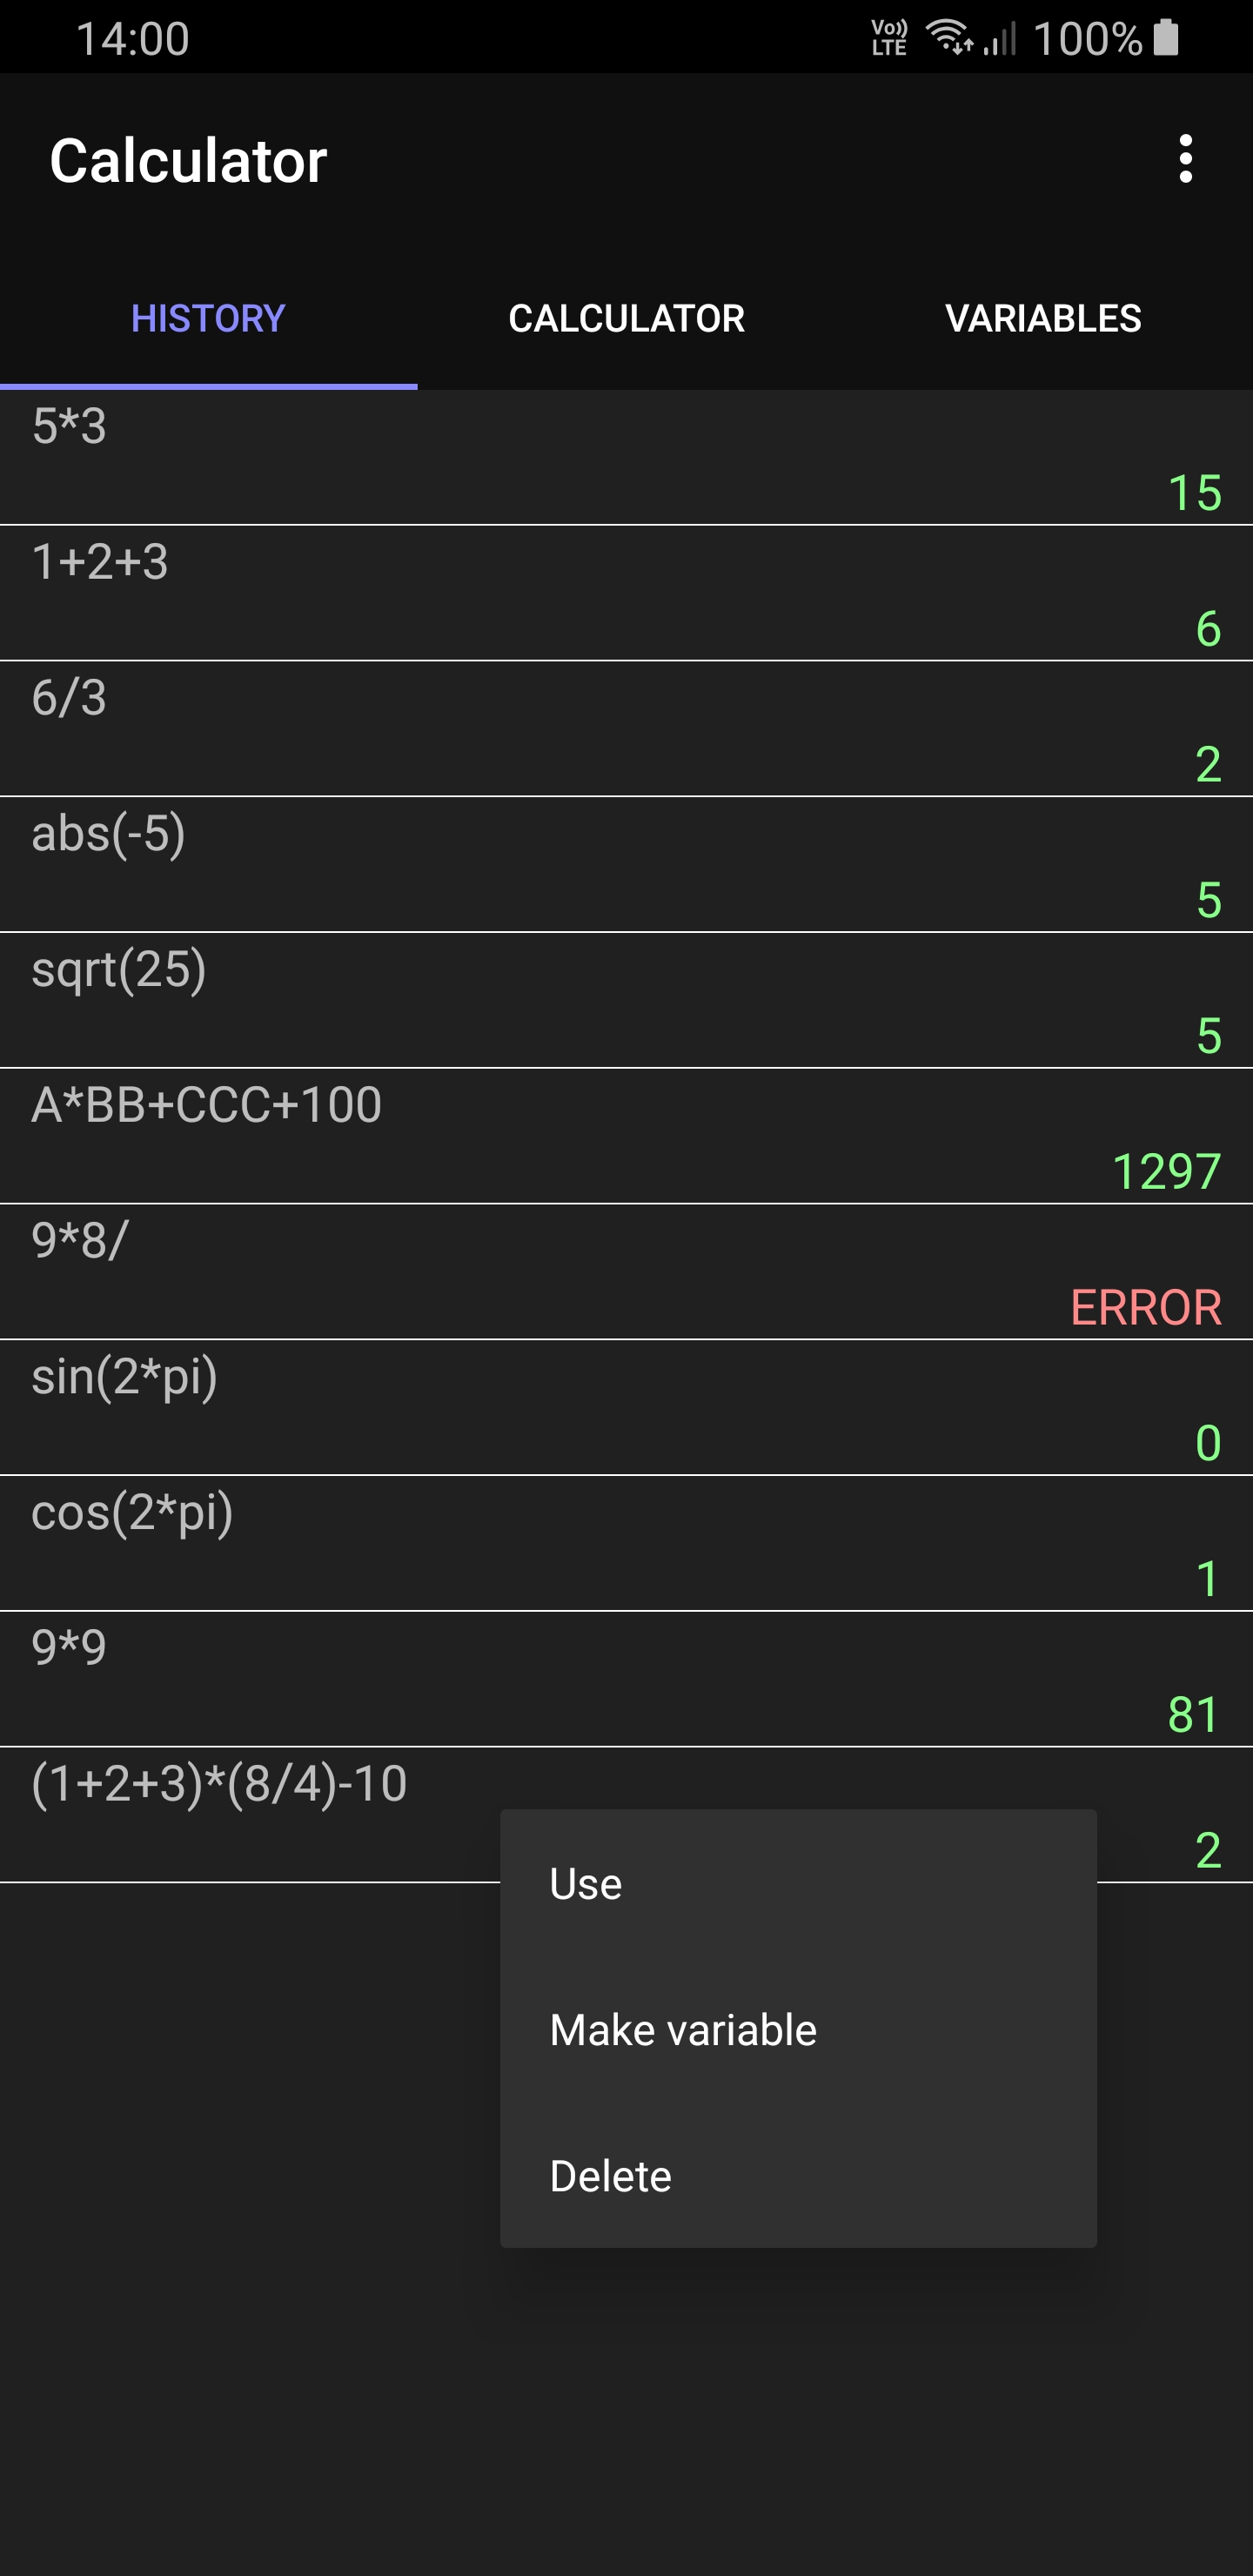 14:00 Vo)) LTE 100%
Calculator
HISTORY CALCULATOR VARIABLES
5*3
15
1+2+3
6
6/3
2
abs(-5)
5
sqrt(25)
5
A*BB+CCC+100
1297
9*8/
ERROR
sin(2*pi)
0
cos(2*pi)
1
9*9
81
(1+2+3)*(8/4)-10
2
Use
Make variable
Delete